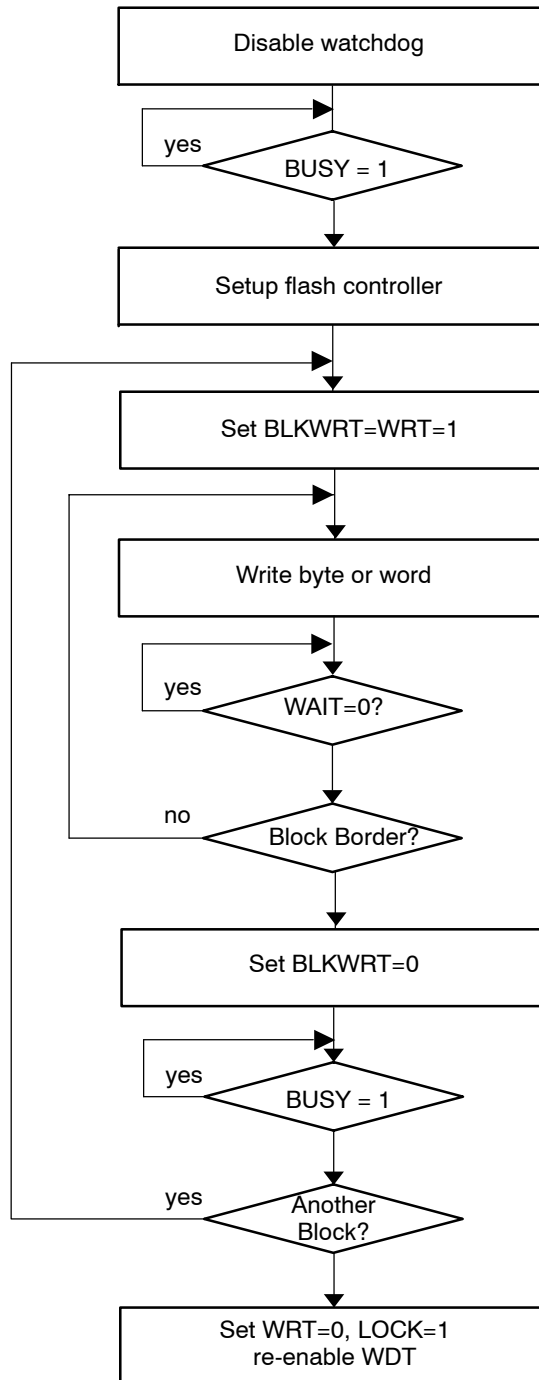 Disable watchdog
yes
BUSY = 1
Setup flash controller
Set BLKWRT=WRT=1
Write byte or word
yes
WAIT=0?
no
Block Border?
Set BLKWRT=0
yes
BUSY = 1
yes
Another
Block?
Set WRT=0, LOCK=1
re-enable WDT